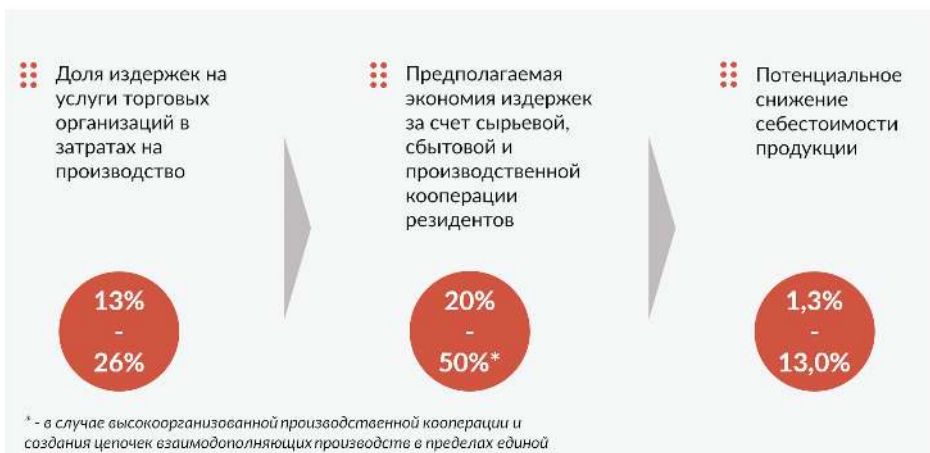 Доля издержек на
услуги торговых
организаций в
затратах на
производство
13%
-
26%
Предполагаемая
экономия издержек
за счет сырьевой,
сбытовой и
производственной
кооперации
резидентов
20%
-
50%*
Потенциальное
снижение
себестоимости
продукции
1,3%
-
13,0%
* - в случае высокоорганизованной производственной кооперации и
создания цепочек взаимодополняющих производств в пределах единой